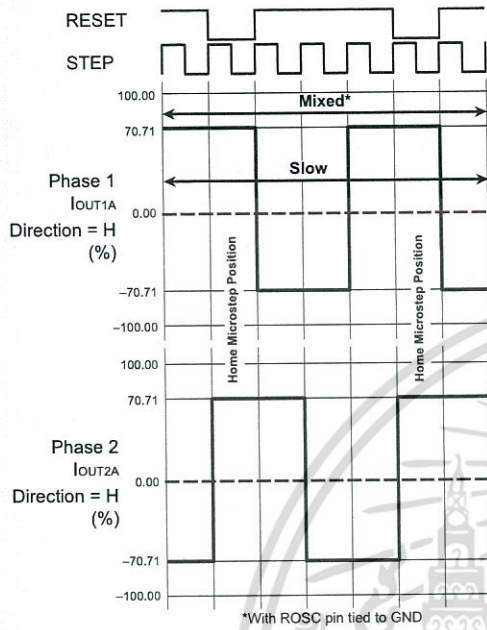 RESET
STEP
100.00
Mixed*
70.71
Slow
Phase 1
IOUT1A
0.00
Direction = H
(%)
Home Microstep Position
Home Microstep Position
–70.71
–100.00
100.00
70.71
Phase 2
IOUT2A
0.00
Direction = H
(%)
–70.71
–100.00
*With ROSC pin tied to GND